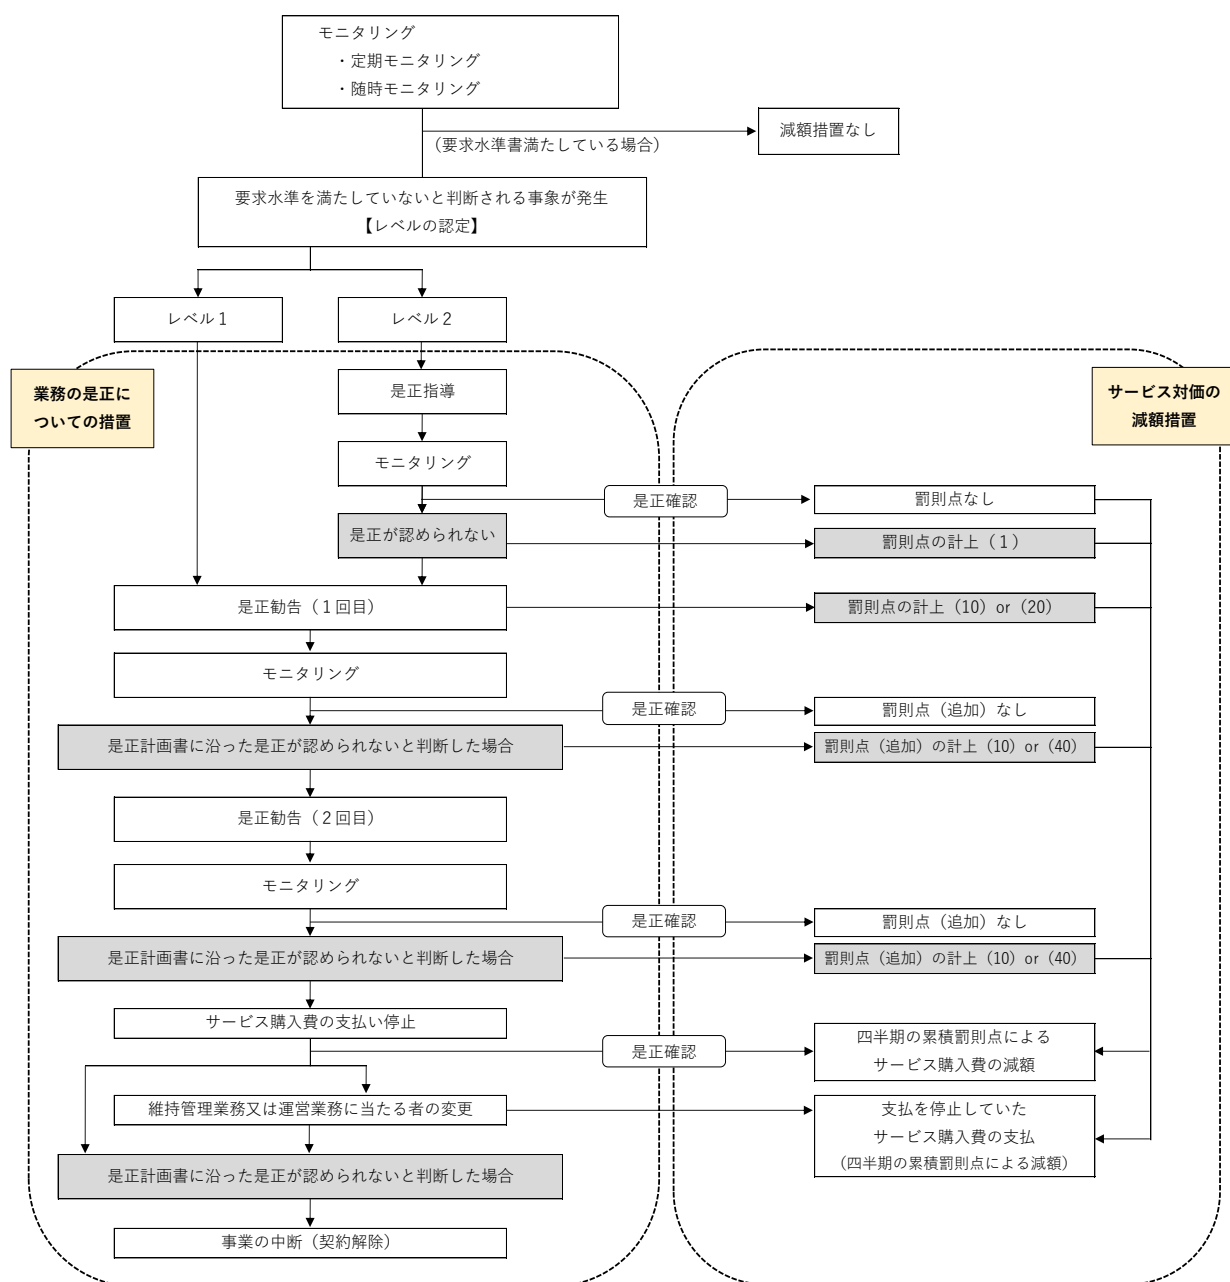 モニタリング
・定期モニタリング
・随時モニタリング
減額措置なし
(要求水準書満たしている場合)
要求水準を満たしていないと判断される事象が発生
【レベルの認定】
レベル1
レベル2
業務の是正に
ついての措置
サービス対価の
減額措置
是正指導
モニタリング
是正確認
罰則点なし
是正が認められない
罰則点の計上(1)
是正勧告(1回目)
罰則点の計上(10)or(20)
モニタリング
是正確認
罰則点(追加)なし
是正計画書に沿った是正が認められないと判断した場合
罰則点(追加)の計上(10)or(40)
是正勧告(2回目)
モニタリング
是正確認
罰則点(追加)なし
是正計画書に沿った是正が認められないと判断した場合
罰則点(追加)の計上(10)or(40)
サービス購入費の支払い停止
是正確認
四半期の累積罰則点による
サービス購入費の減額
維持管理業務又は運営業務に当たる者の変更
支払を停止していた
サービス購入費の支払
(四半期の累積罰則点による減額)
是正計画書に沿った是正が認められないと判断した場合
事業の中断(契約解除)